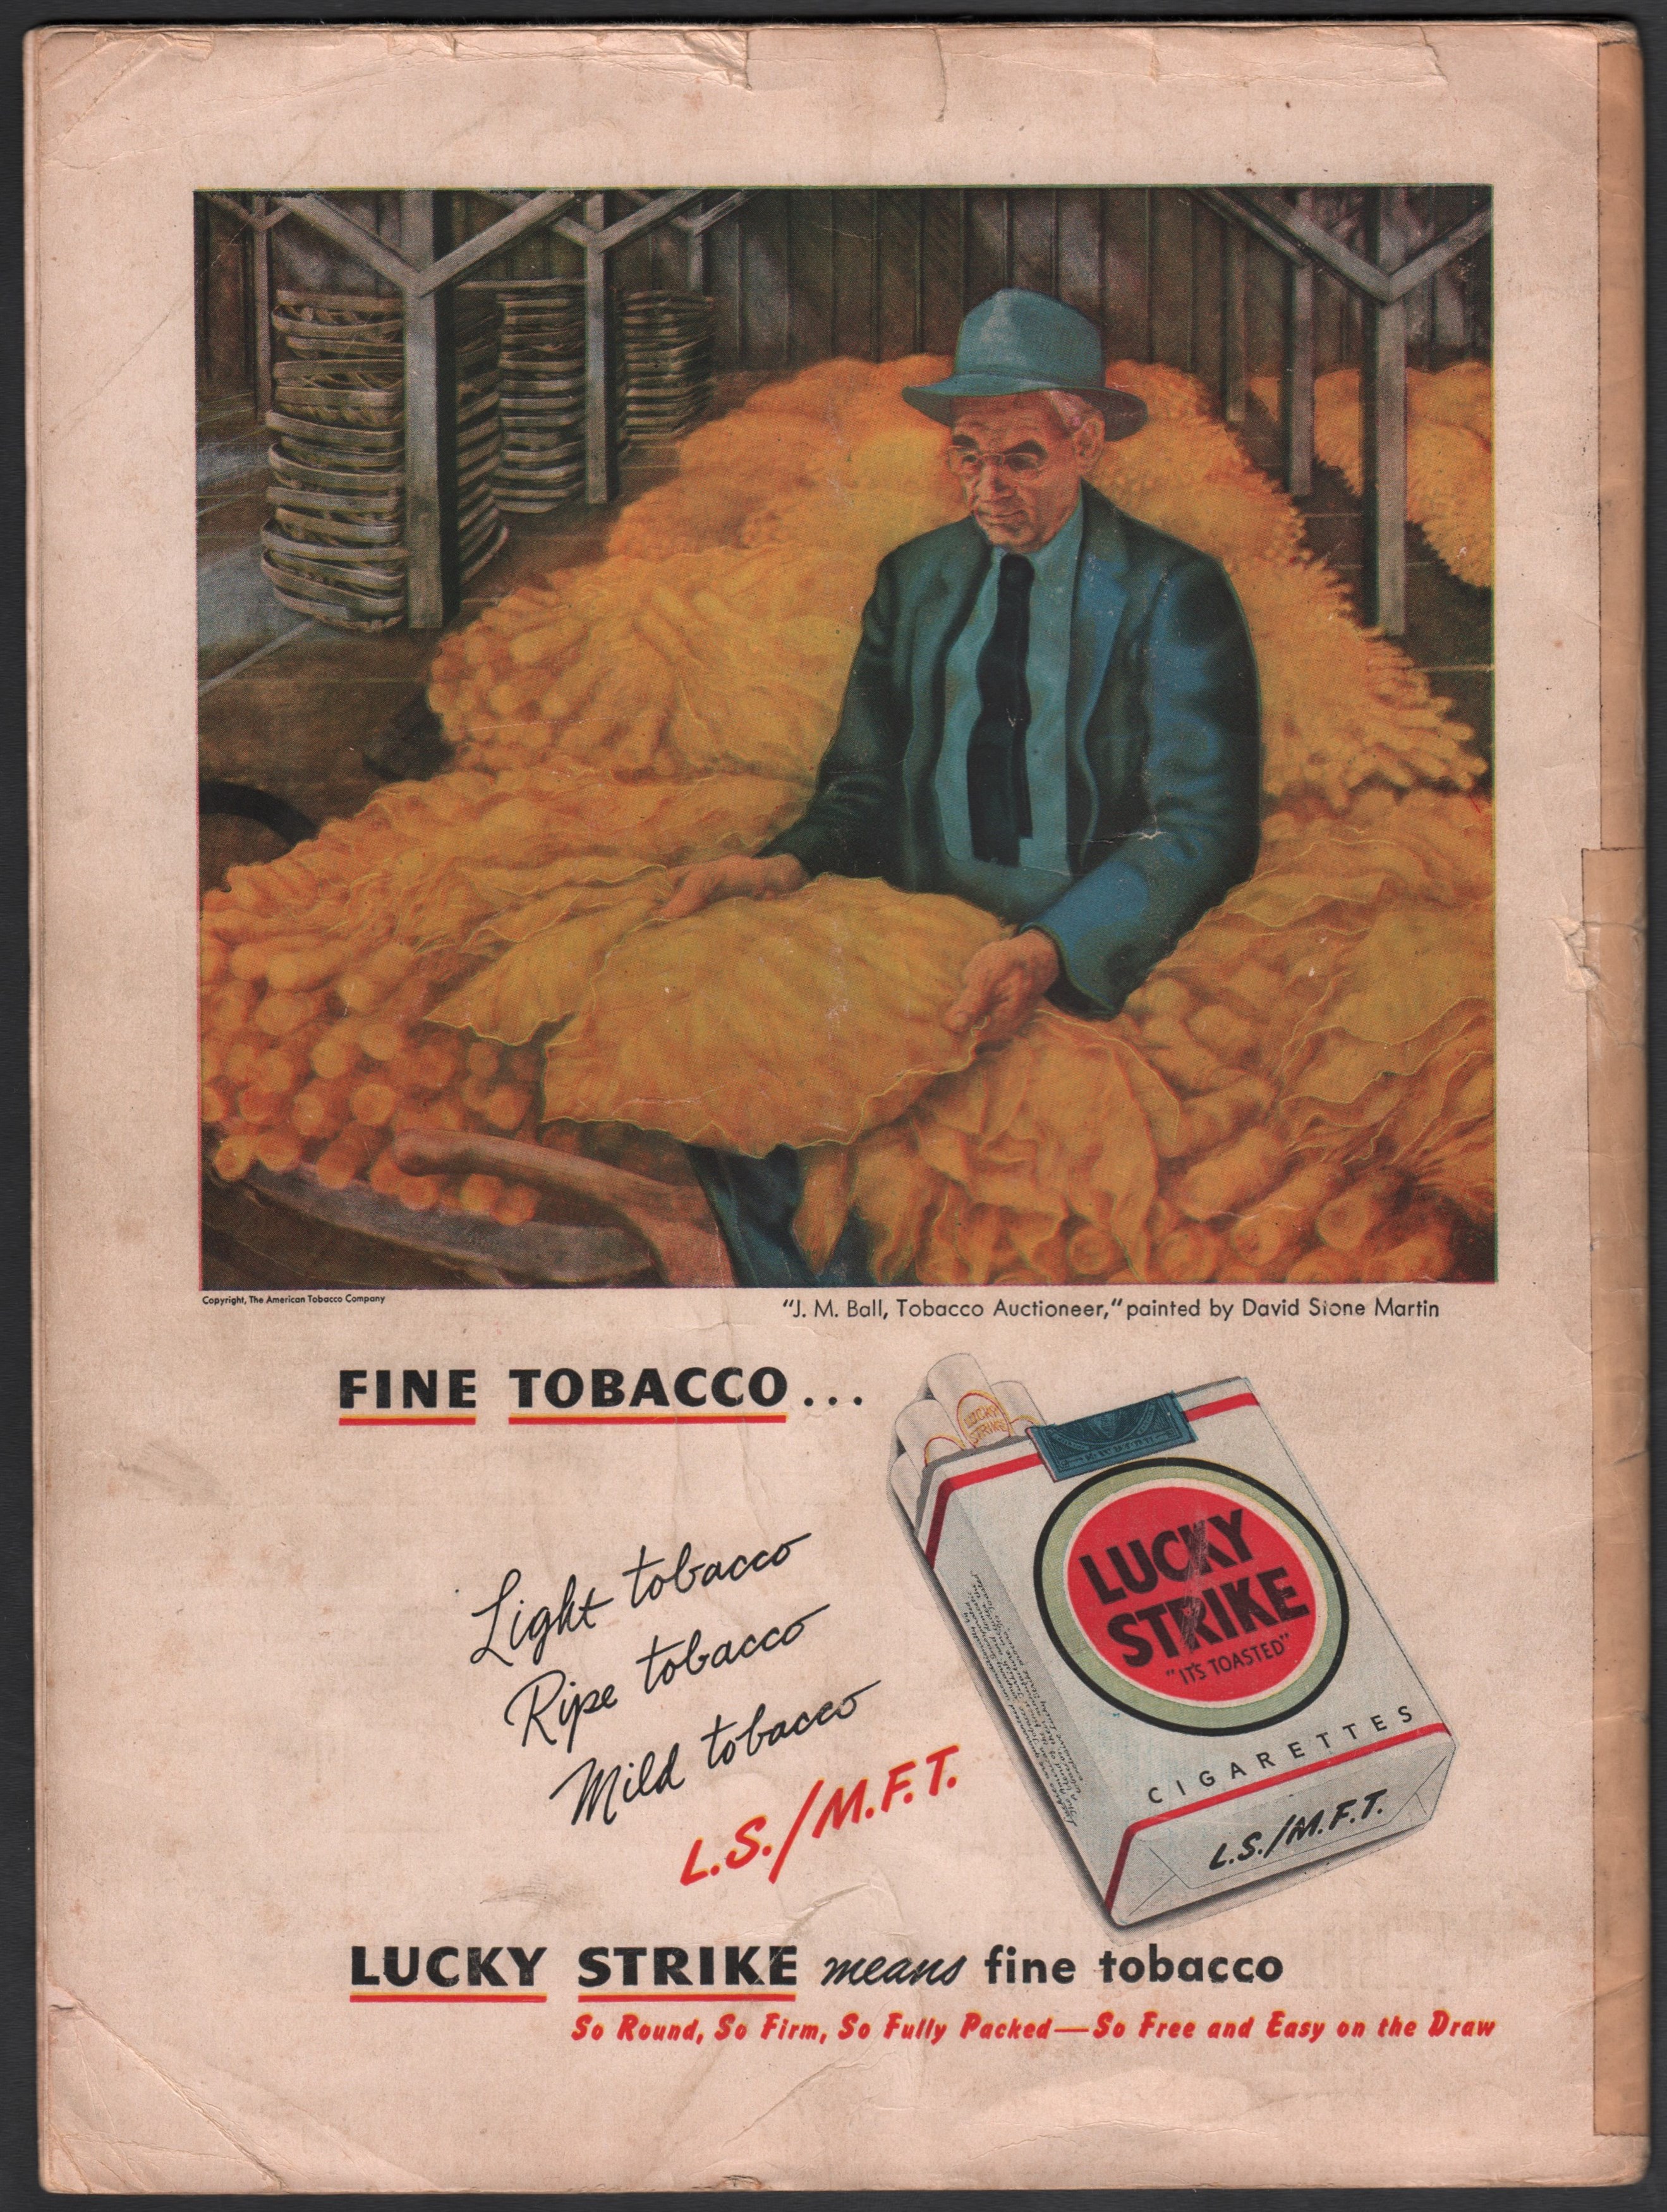 Copyright, The American Tobacco Company
"J. M. Ball, Tobacco Auctioneer," painted by David Stone Martin
FINE TOBACCO...
LUCKY
STRIKE
Light tobacco
Ripe tobacco
Mild tobacco
L.S./M.F.T.
LUCKY
STRIKE
"IT'S TOASTED"
CIGARETTES
L.S./M.F.T.
LUCKY STRIKE means fine tobacco
So Round, So Firm, So Fully Packed—So Free and Easy on the Draw